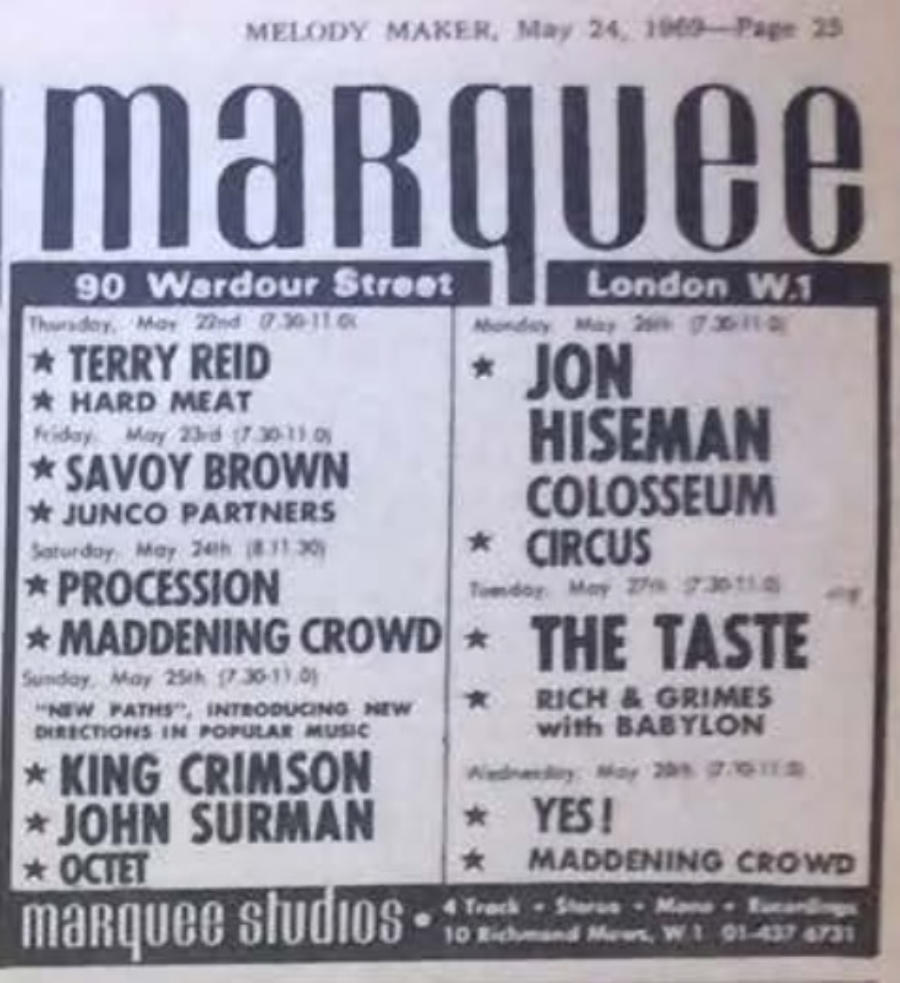 MELODY MAKER, May 24, 1969—Page 25
marquee
90 Wardour Street
London W.1
Thursday, May 22nd (7.30-11.0)
★ TERRY REID
★ HARD MEAT
Friday, May 23rd (7.30-11.0)
★ SAVOY BROWN
★ JUNCO PARTNERS
Saturday, May 24th (8.11.30)
★ PROCESSION
★ MADDENING CROWD
Sunday, May 25th (7.30-11.0)
"NEW PATHS", INTRODUCING NEW
DIRECTIONS IN POPULAR MUSIC
★ KING CRIMSON
★ JOHN SURMAN
★ OCTET
Monday May 26th (7.30-11.0)
★ JON
HISEMAN
COLOSSEUM
★ CIRCUS
Tuesday, May 27th (7.30-11.0)
★ THE TASTE
★ RICH & GRIMES
with BABYLON
Wednesday, May 28th (7.30-11.0)
★ YES!
★ MADDENING CROWD
marquee studios • 4 Track - Stereo - Mono - Recordings
10 Richmond Mews, W.1 01-437 6731